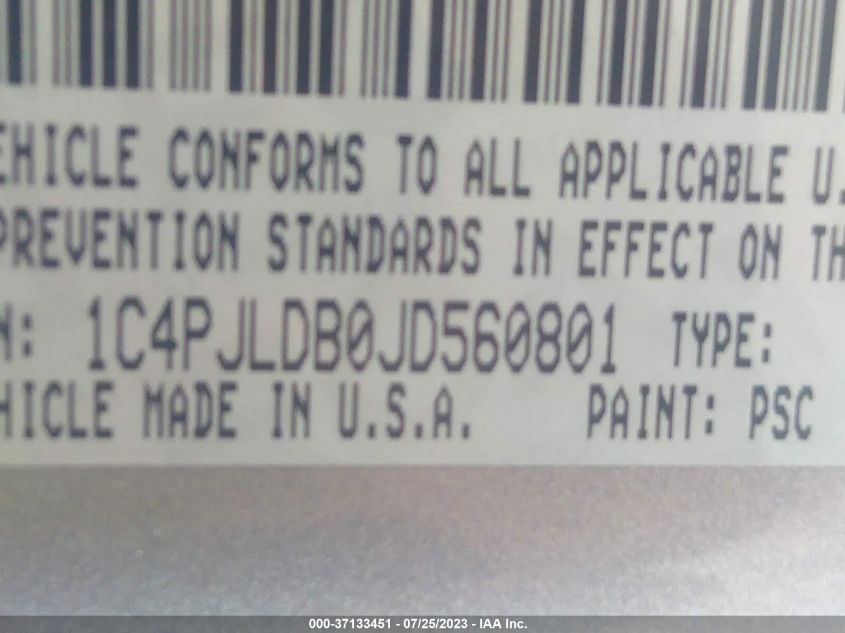 EHICLE CONFORMS TO ALL APPLICABLE U.
PREVENTION STANDARDS IN EFFECT ON TH
N: 1C4PJLDB0JD560801 TYPE:
HICLE MADE IN U.S.A. PAINT: PSC
000-37133451 - 07/25/2023 - IAA Inc.